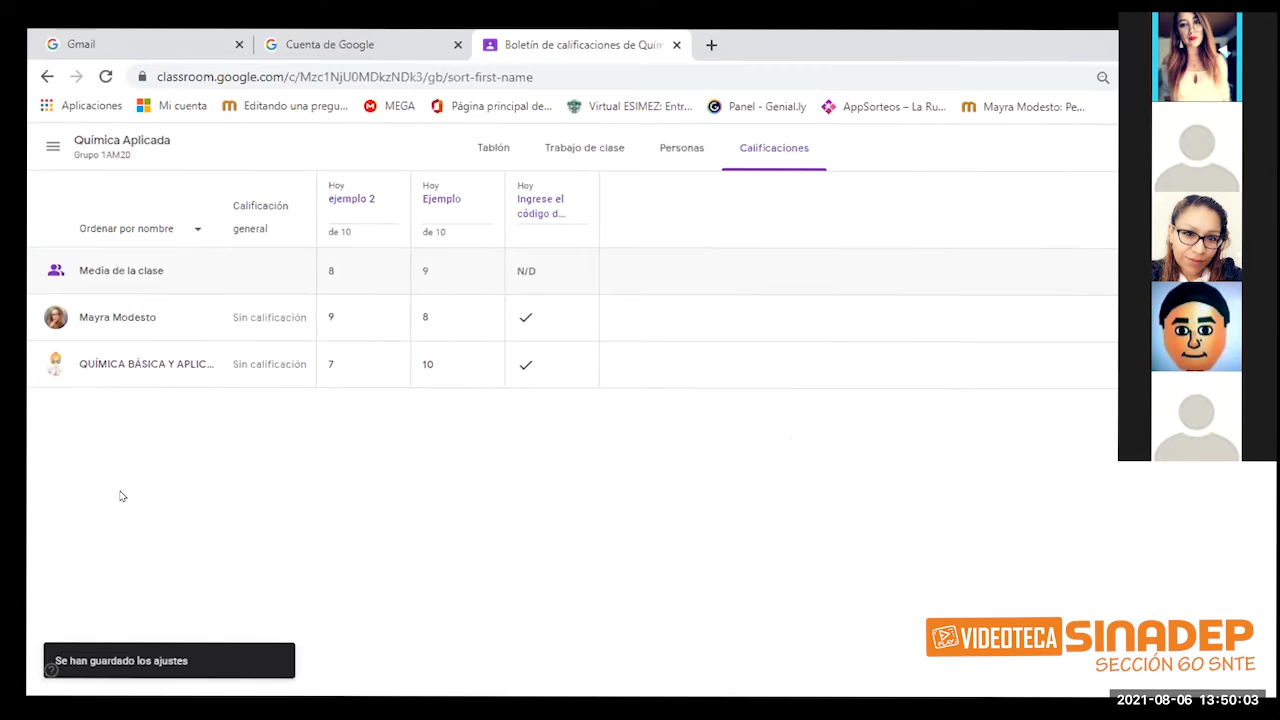 Gmail
Cuenta de Google
Boletín de calificaciones de Quím
classroom.google.com/c/Mzc1NjU0MDkzNDk3/gb/sort-first-name
Aplicaciones
Mi cuenta
Editando una pregu...
MEGA
Página principal de...
Virtual ESIMEZ: Entr...
Panel - Genial.ly
AppSorteos – La Ru...
Mayra Modesto: Pe...
Química Aplicada
Grupo 1AM20
Tablón
Trabajo de clase
Personas
Calificaciones
Ordenar por nombre
Calificación
general
Hoy
ejemplo 2
de 10
Hoy
Ejemplo
de 10
Hoy
Ingrese el
código d...
Media de la clase
8
9
N/D
Mayra Modesto
Sin calificación
9
8
QUÍMICA BÁSICA Y APLIC...
Sin calificación
7
10
Se han guardado los ajustes
PLAY
VIDEOTECA
SINADEP
SECCIÓN 60 SNTE
2021-08-06 13:50:03